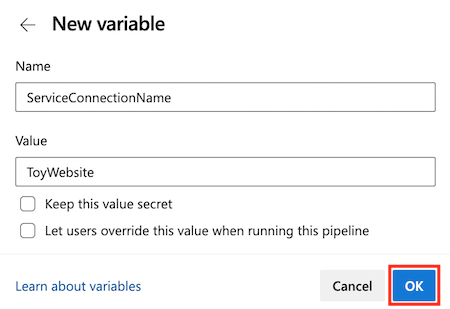 New variable
Name
ServiceConnectionName
Value
ToyWebsite
Keep this value secret
Let users override this value when running this pipeline
Learn about variables Cancel OK